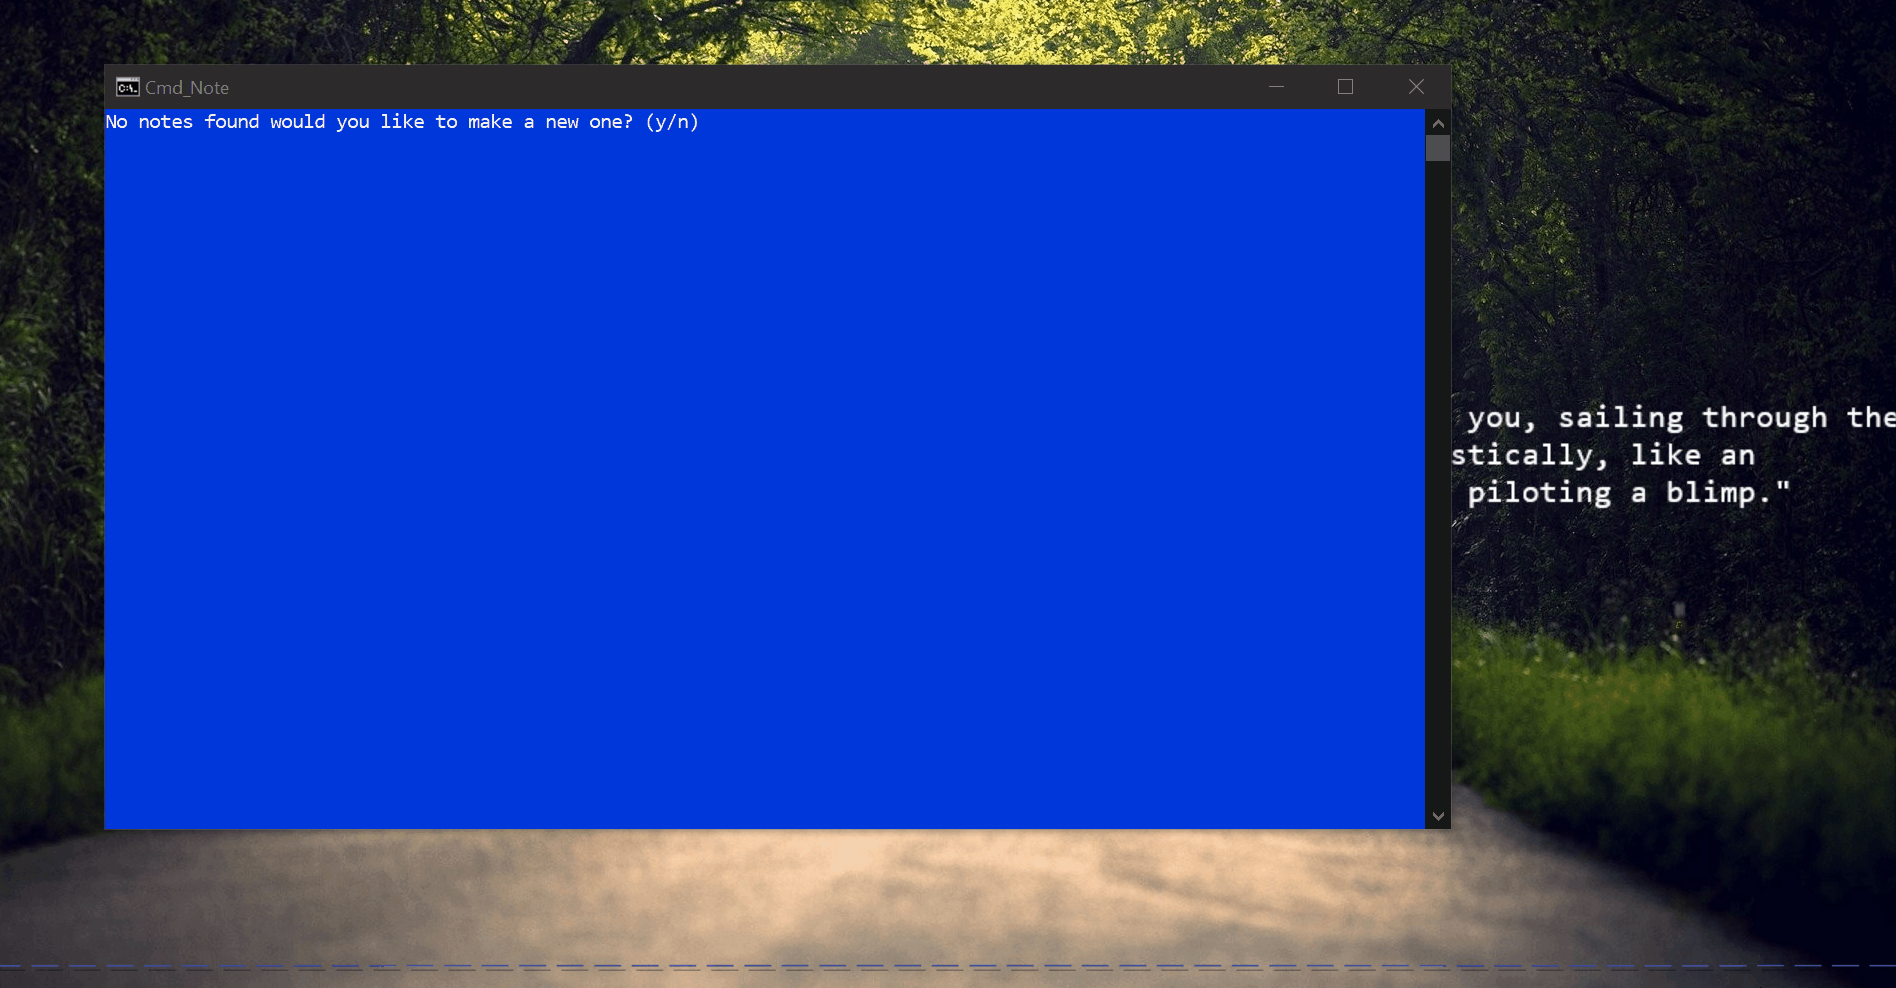 Cmd_Note
No notes found would you like to make a new one? (y/n)
you, sailing through the
stically, like an
piloting a blimp."